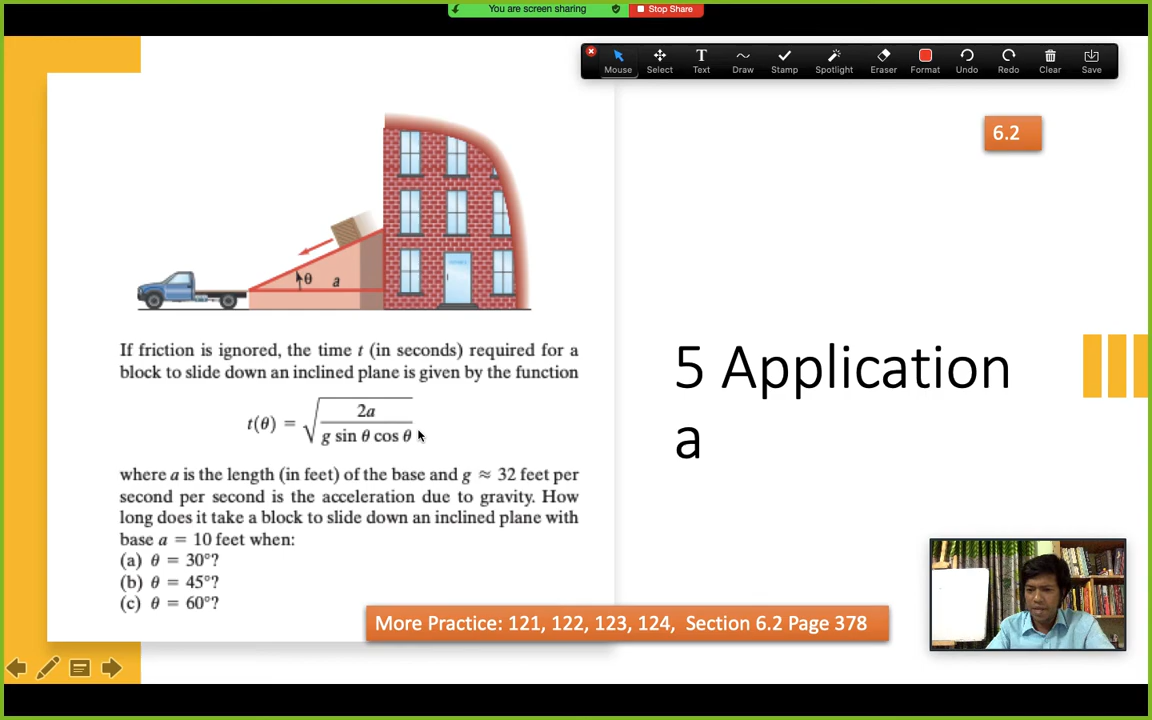 You are screen sharing
Stop Share
Mouse
Select
Text
Draw
Stamp
Spotlight
Eraser
Format
Undo
Redo
Clear
Save
6.2
θ a
If friction is ignored, the time t (in seconds) required for a
block to slide down an inclined plane is given by the function
t(θ) = √(2a / (g sin θ cos θ))
where a is the length (in feet) of the base and g ≈ 32 feet per
second per second is the acceleration due to gravity. How
long does it take a block to slide down an inclined plane with
base a = 10 feet when:
(a) θ = 30°?
(b) θ = 45°?
(c) θ = 60°?
5 Application
a
More Practice: 121, 122, 123, 124, Section 6.2 Page 378